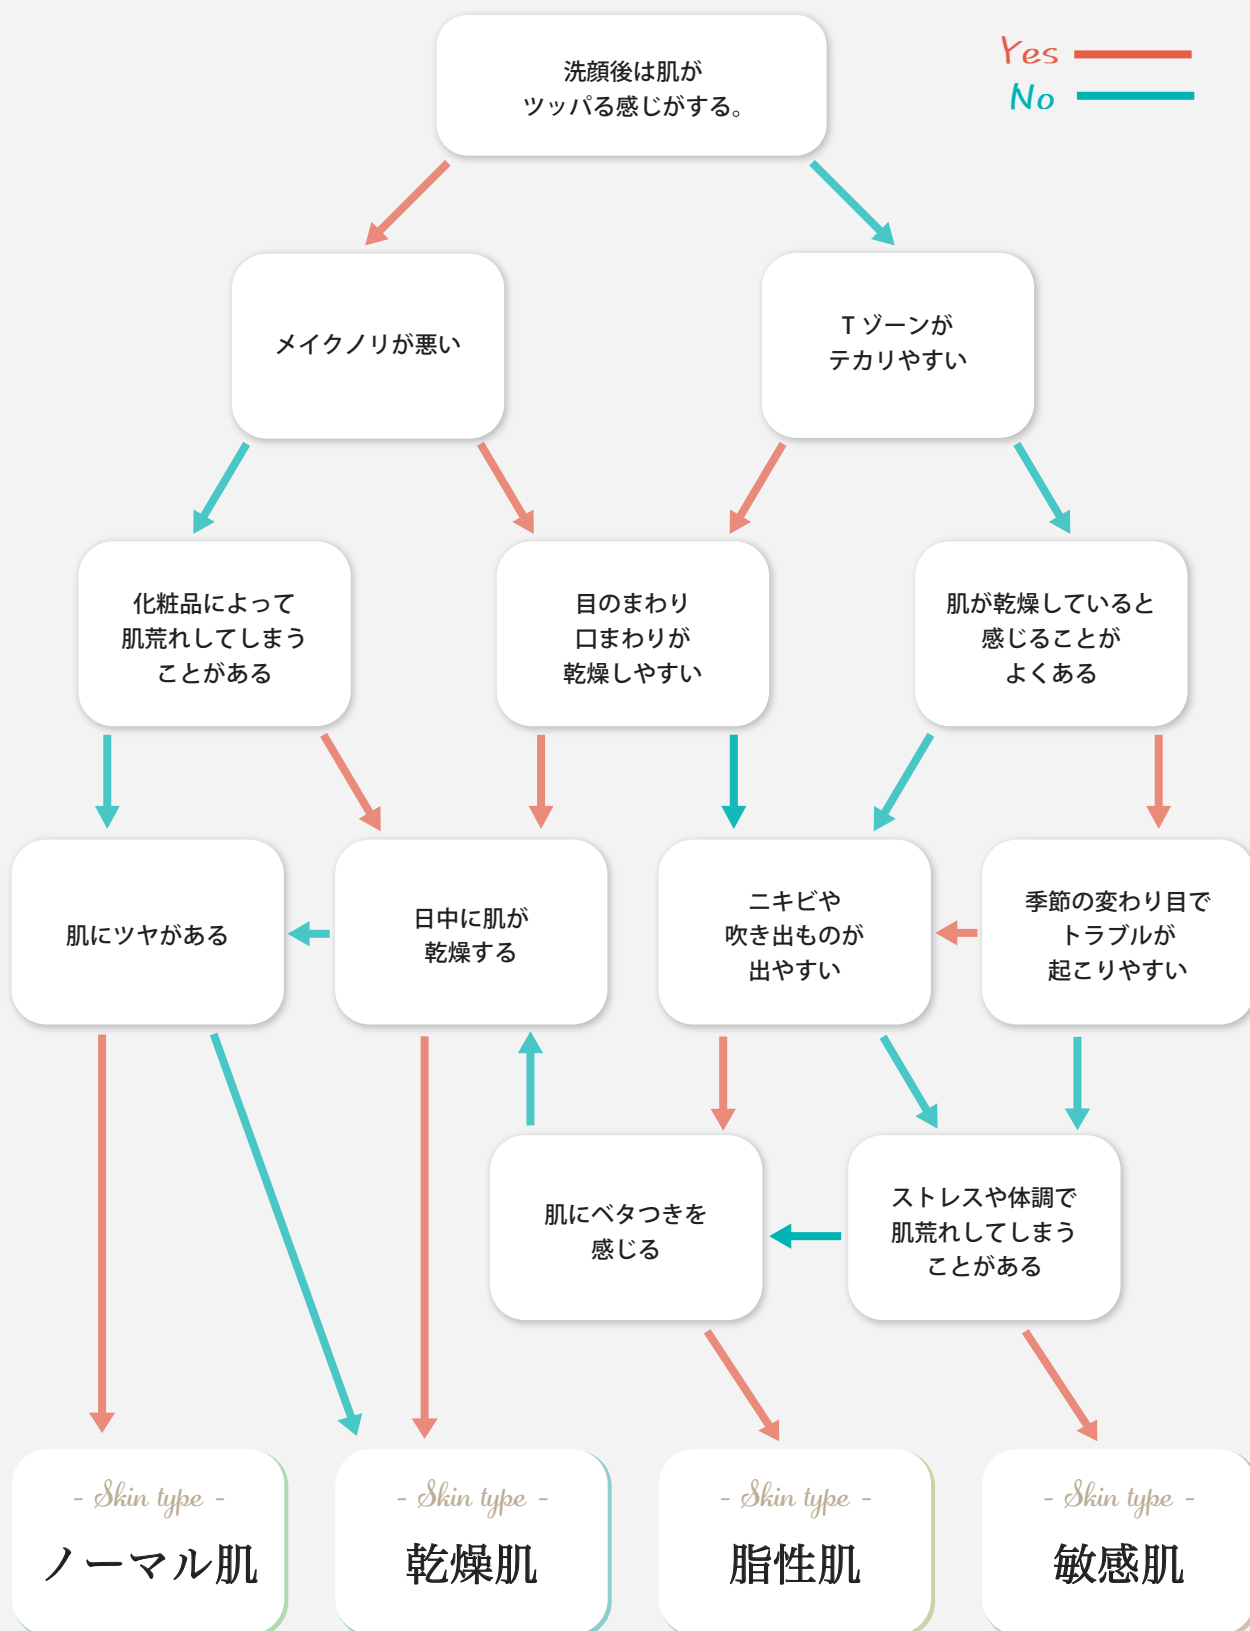 洗顔後は肌が
ツッパる感じがする。
Yes
No
メイクノリが悪い
T ゾーンが
テカリやすい
化粧品によって
肌荒れしてしまう
ことがある
目のまわり
口まわりが
乾燥しやすい
肌が乾燥していると
感じることが
よくある
肌にツヤがある
日中に肌が
乾燥する
ニキビや
吹き出ものが
出やすい
季節の変わり目で
トラブルが
起こりやすい
肌にベタつきを
感じる
ストレスや体調で
肌荒れしてしまう
ことがある
- Skin type -
ノーマル肌
- Skin type -
乾燥肌
- Skin type -
脂性肌
- Skin type -
敏感肌